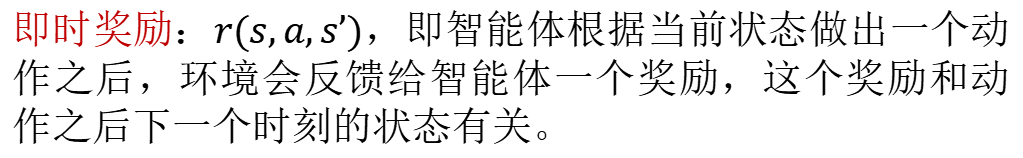 即时奖励：r(s,a,s’)，即智能体根据当前状态做出一个动
作之后，环境会反馈给智能体一个奖励，这个奖励和动
作之后下一个时刻的状态有关。